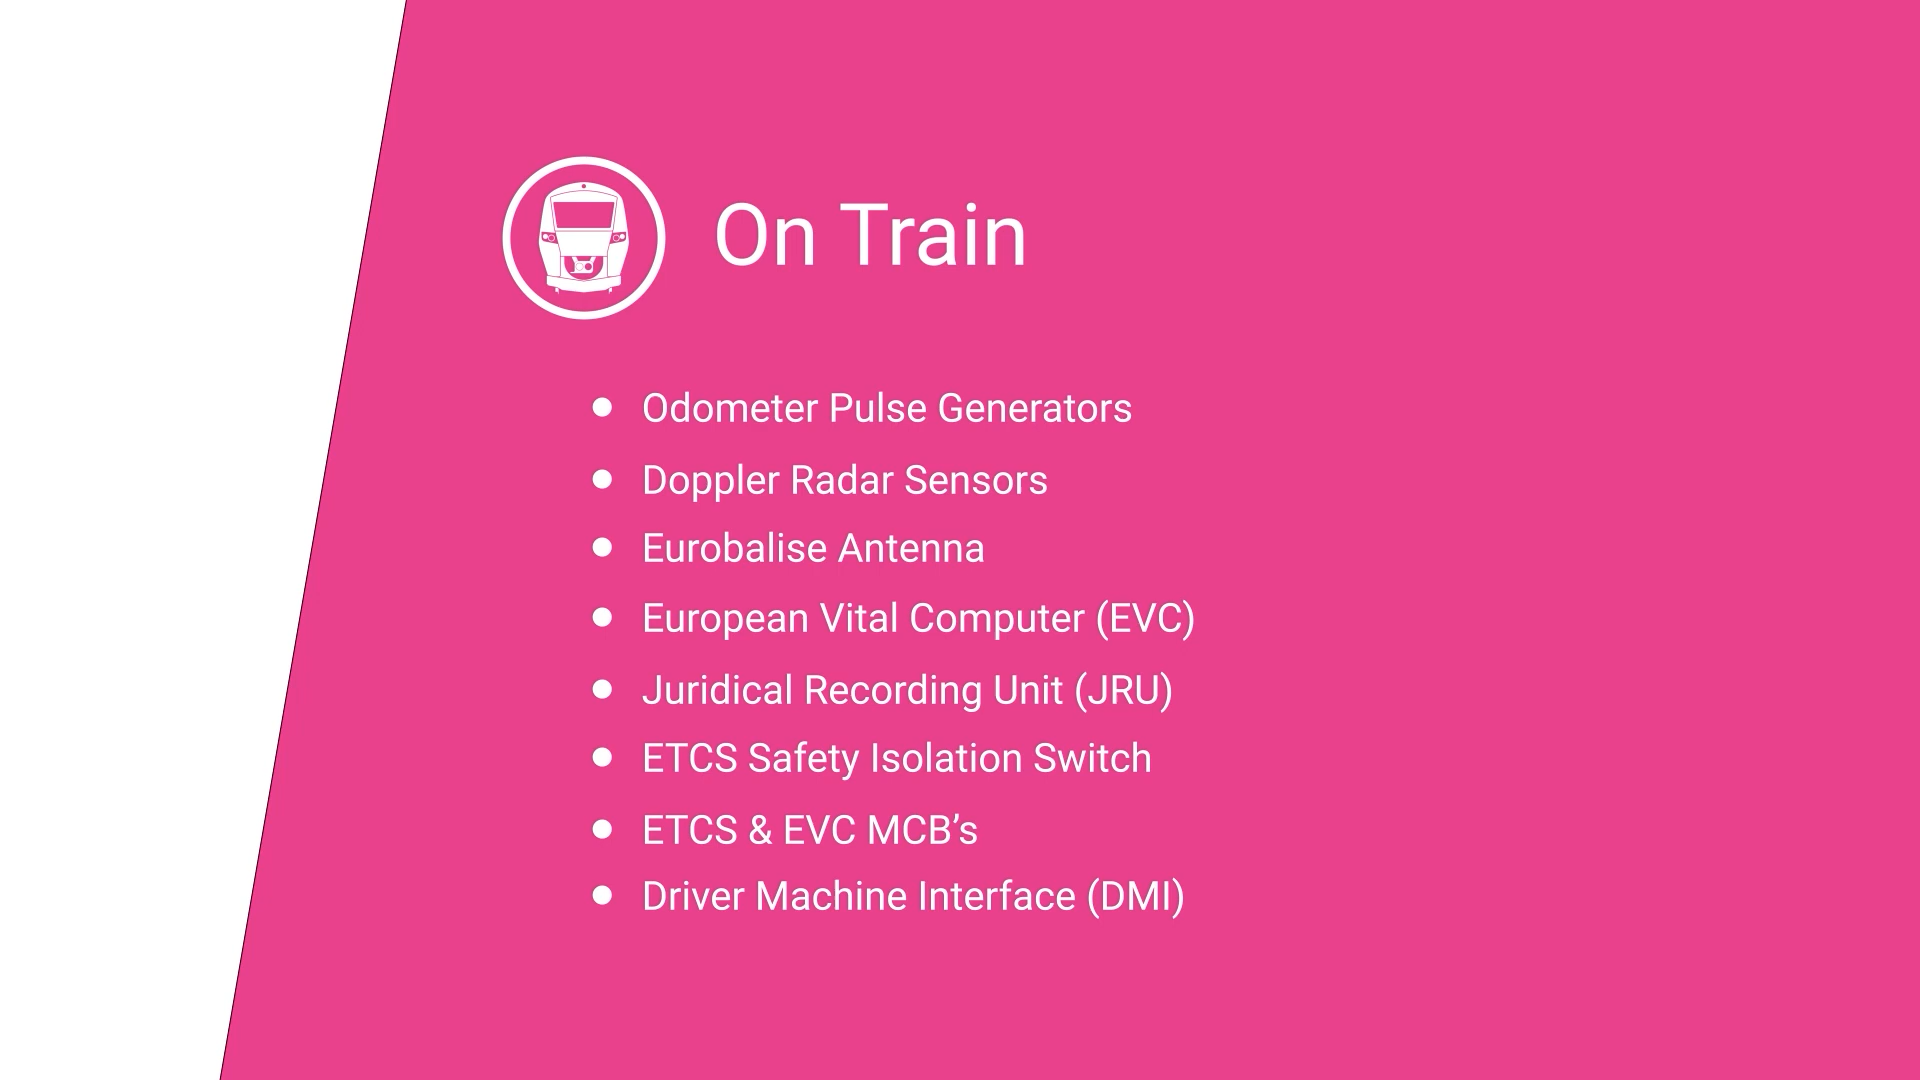 On Train
• Odometer Pulse Generators
• Doppler Radar Sensors
• Eurobalise Antenna
• European Vital Computer (EVC)
• Juridical Recording Unit (JRU)
• ETCS Safety Isolation Switch
• ETCS & EVC MCB’s
• Driver Machine Interface (DMI)